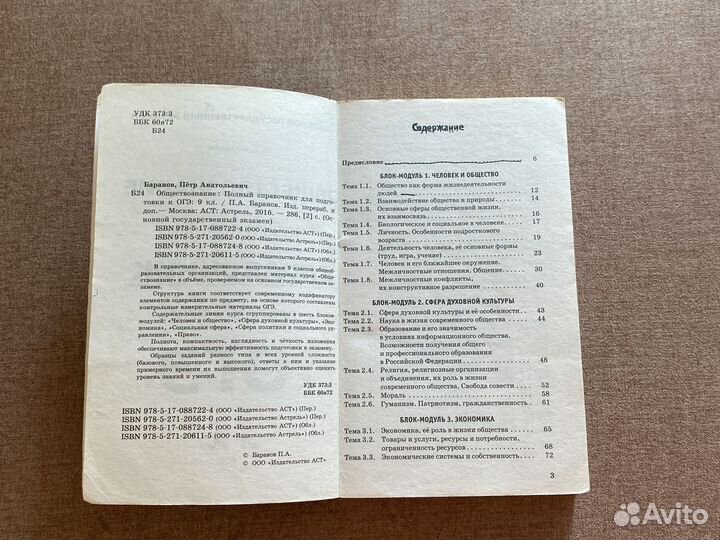 УДК 373:3
ББК 60я72
Б24
Баранов, Пётр Анатольевич
Б24 Обществознание : Полный справочник для подго-
товки к ОГЭ: 9 кл. / П.А. Баранов. Изд. перераб. и
доп.— Москва: АСТ: Астрель, 2016. — 286, [2] с. (Ос-
новной государственный экзамен)
ISBN 978-5-17-088722-4 (ООО «Издательство АСТ») (Пер.)
ISBN 978-5-271-20562-0 (ООО «Издательство Астрель») (Пер.)
ISBN 978-5-17-088724-8 (ООО «Издательство АСТ») (Обл.)
ISBN 978-5-271-20611-5 (ООО «Издательство Астрель») (Обл.)
В справочнике, адресованном выпускникам 9 классов общеоб-
разовательных организаций, представлен материал курса «Обще-
ствознание» в объёме, проверяемом на основном государственном эк-
замене.
Структура книги соответствует современному кодификатору
элементов содержания по предмету, на основе которого составлены
контрольные измерительные материалы ОГЭ.
Содержательные линии курса сгруппированы в шесть блоков-
модулей: «Человек и общество», «Сфера духовной культуры», «Эко-
номика», «Социальная сфера», «Сфера политики и социального уп-
равления», «Право».
Полнота, компактность, наглядность и чёткость изложения
обеспечивают максимальную эффективность подготовки к экзамену.
Образцы заданий разного типа и всех уровней сложности
(базового, повышенного и высокого), ответы к ним и указание
примерного времени их выполнения помогут объективно оценить
уровень знаний и умений.
УДК 373:3
ББК 60я72
ISBN 978-5-17-088722-4 (ООО «Издательство АСТ») (Пер.)
ISBN 978-5-271-20562-0 (ООО «Издательство Астрель») (Пер.)
ISBN 978-5-17-088724-8 (ООО «Издательство АСТ») (Обл.)
ISBN 978-5-271-20611-5 (ООО «Издательство Астрель») (Обл.)
© Баранов П.А.
© ООО «Издательство АСТ»
Содержание
Предисловие 6
БЛОК-МОДУЛЬ 1. ЧЕЛОВЕК И ОБЩЕСТВО
Тема 1.1. Общество как форма жизнедеятельности
людей 12
Тема 1.2. Взаимодействие общества и природы 14
Тема 1.3. Основные сферы общественной жизни,
их взаимосвязь 16
Тема 1.4. Биологическое и социальное в человеке 17
Тема 1.5. Личность. Особенности подросткового
возраста 19
Тема 1.6. Деятельность человека, её основные формы
(труд, игра, учение) 23
Тема 1.7. Человек и его ближайшее окружение.
Межличностные отношения. Общение 30
Тема 1.8. Межличностные конфликты,
их конструктивное разрешение 40
БЛОК-МОДУЛЬ 2. СФЕРА ДУХОВНОЙ КУЛЬТУРЫ
Тема 2.1. Сфера духовной культуры и её особенности 43
Тема 2.2. Наука в жизни современного общества 44
Тема 2.3. Образование и его значимость
в условиях информационного общества.
Возможности получения общего
и профессионального образования
в Российской Федерации 48
Тема 2.4. Религия, религиозные организации
и объединения, их роль в жизни
современного общества. Свобода совести 52
Тема 2.5. Мораль 58
Тема 2.6. Гуманизм. Патриотизм, гражданственность 61
БЛОК-МОДУЛЬ 3. ЭКОНОМИКА
Тема 3.1. Экономика, её роль в жизни общества 65
Тема 3.2. Товары и услуги, ресурсы и потребности,
ограниченность ресурсов 68
Тема 3.3. Экономические системы и собственность 72
3
Avito